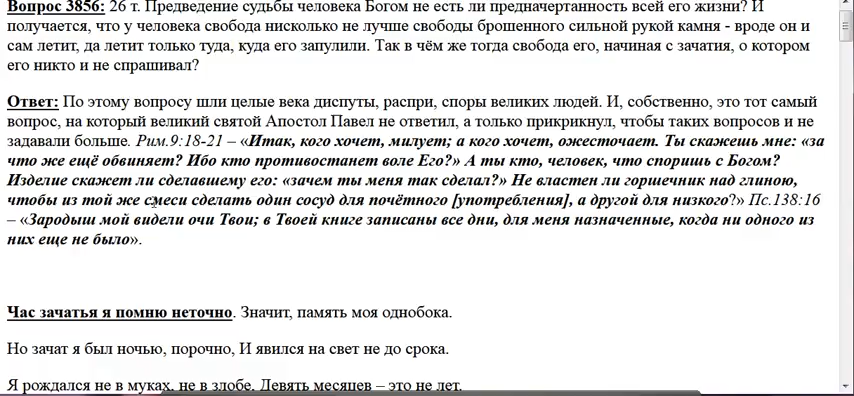 Вопрос 3856: 26 т. Предведение судьбы человека Богом не есть ли предначертанность всей его жизни? И
получается, что у человека свобода нисколько не лучше свободы брошенного сильной рукой камня - вроде он и
сам летит, да летит только туда, куда его запулили. Так в чём же тогда свобода его, начиная с зачатия, о котором
его никто и не спрашивал?
Ответ: По этому вопросу шли целые века диспуты, распри, споры великих людей. И, собственно, это тот самый
вопрос, на который великий святой Апостол Павел не ответил, а только прикрикнул, чтобы таких вопросов и не
задавали больше. Рим.9:18-21 – «Итак, кого хочет, милует; а кого хочет, ожесточает. Ты скажешь мне: «за
что же ещё обвиняет? Ибо кто противостанет воле Его?» А ты кто, человек, что споришь с Богом?
Изделие скажет ли сделавшему его: «зачем ты меня так сделал?» Не властен ли горшечник над глиною,
чтобы из той же смеси сделать один сосуд для почётного [употребления], а другой для низкого?» Пс.138:16
– «Зародыш мой видели очи Твои; в Твоей книге записаны все дни, для меня назначенные, когда ни одного из
них еще не было».
Час зачатья я помню неточно. Значит, память моя однобока.
Но зачат я был ночью, порочно, И явился на свет не до срока.
Я рождался не в муках, не в злобе. Девять месяцев – это не лет.